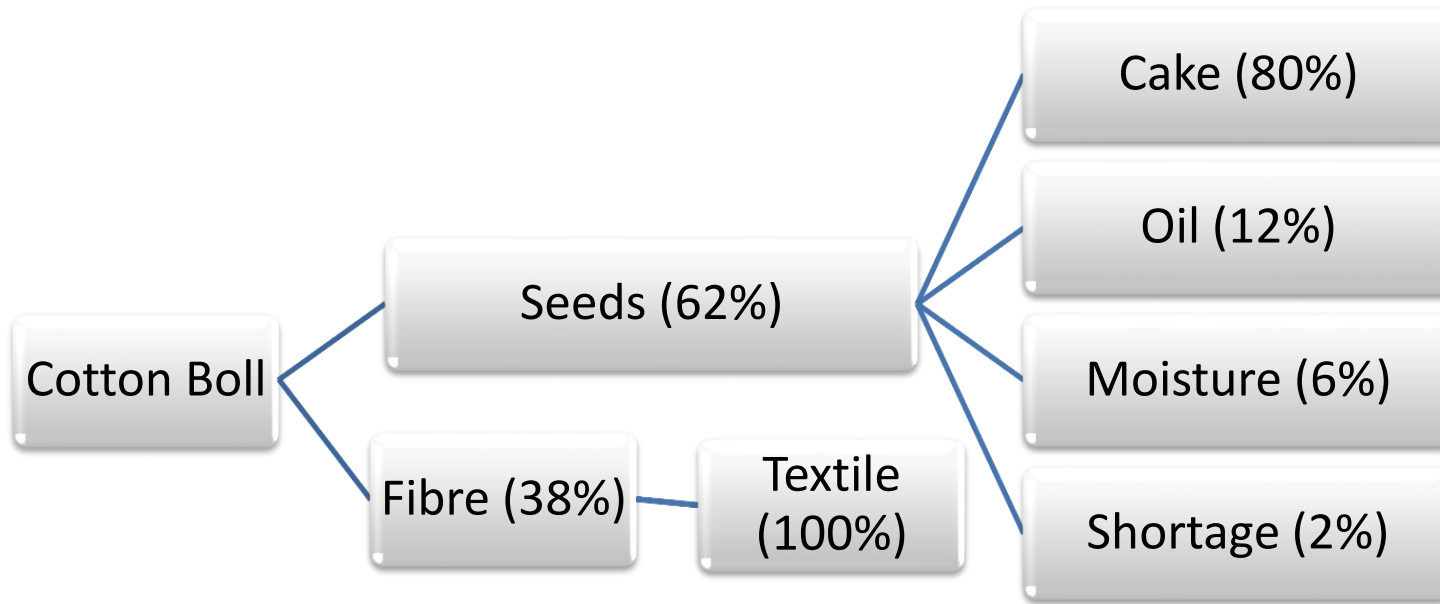 Cotton Boll
Seeds (62%)
Fibre (38%)
Textile
(100%)
Cake (80%)
Oil (12%)
Moisture (6%)
Shortage (2%)